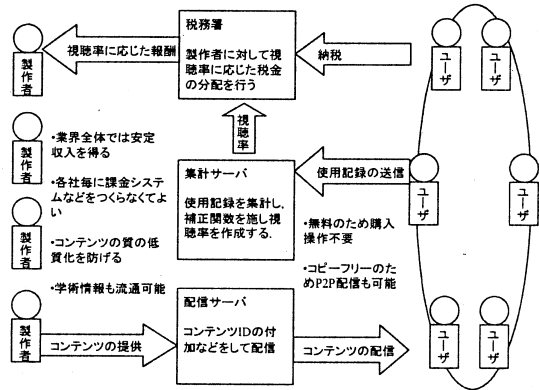 税務署
製作者に対して視
聴率に応じた税金
の分配を行う
視聴率に応じた報酬
納税
製作者
ユーザ
ユーザ
視聴率
製作者
・業界全体では安定
収入を得る
・各社毎に課金システ
ムなどをつくらなくてよ
い
集計サーバ
使用記録を集計し,
補正関数を施し視
聴率を作成する.
使用記録の送信
ユーザ
ユーザ
・無料のため購入
操作不要
・コピーフリーのた
めP2P配信も可能
製作者
・コンテンツの質の低
質化を防げる
・学術情報も流通可能
配信サーバ
コンテンツIDの付
加などをして配信
製作者
コンテンツの提供
コンテンツの配信
ユーザ
ユーザ